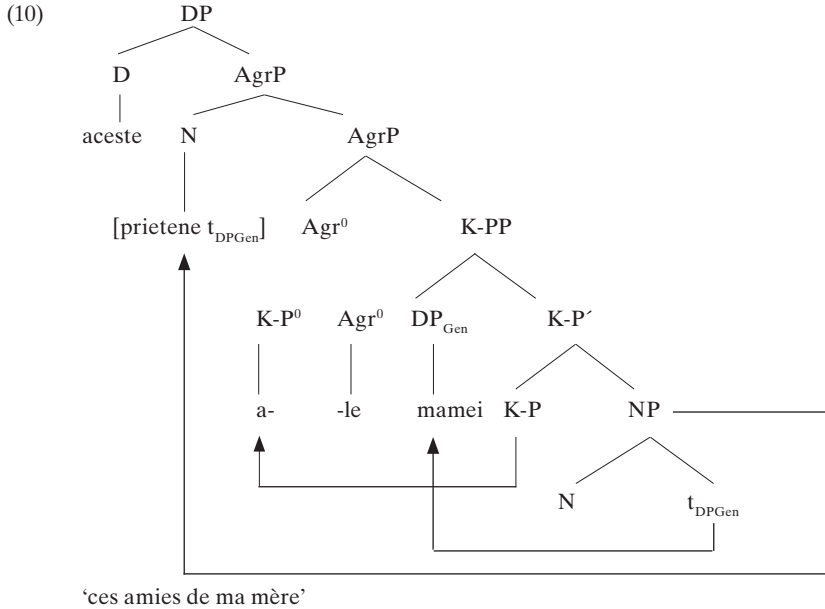 (10) DP
D AgrP
aceste N AgrP
[prietene t_DPGen] Agr⁰ K-PP
K-P⁰ Agr⁰ DP_Gen K-P´
a- -le mamei K-P NP
N t_DPGen
‘ces amies de ma mère’